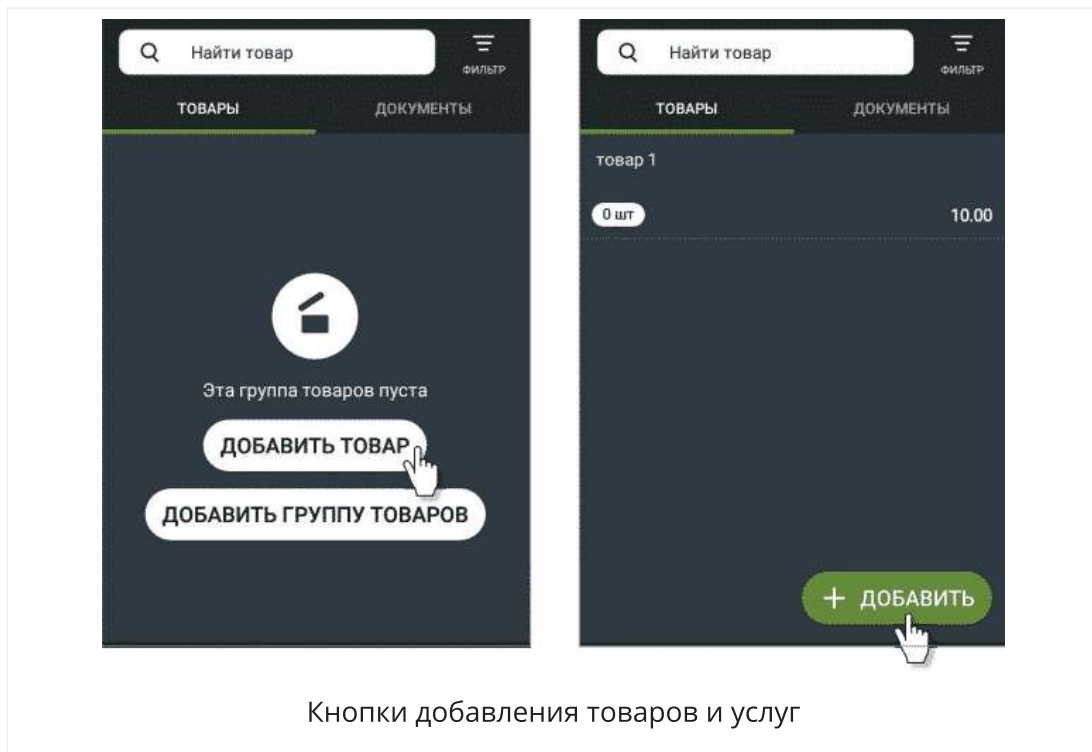 Найти товар
ФИЛЬТР
ТОВАРЫ ДОКУМЕНТЫ
Эта группа товаров пуста
ДОБАВИТЬ ТОВАР
ДОБАВИТЬ ГРУППУ ТОВАРОВ
Найти товар
ФИЛЬТР
ТОВАРЫ ДОКУМЕНТЫ
товар 1
0 шт 10.00
+ ДОБАВИТЬ
Кнопки добавления товаров и услуг